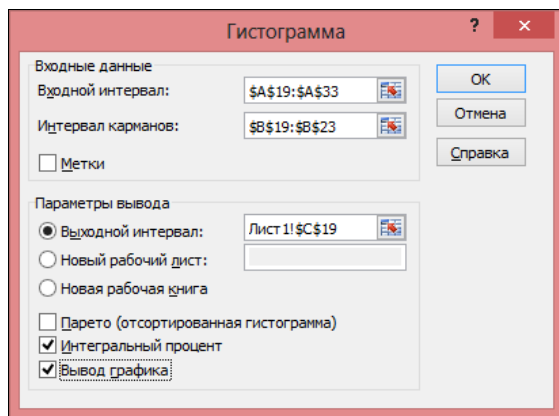 Гистограмма
? ×
Входные данные
Входной интервал: $A$19:$A$33
Интервал карманов: $B$19:$B$23
Метки
ОК
Отмена
Справка
Параметры вывода
Выходной интервал: Лист1!$C$19
Новый рабочий лист:
Новая рабочая книга
Парето (отсортированная гистограмма)
Интегральный процент
Вывод графика